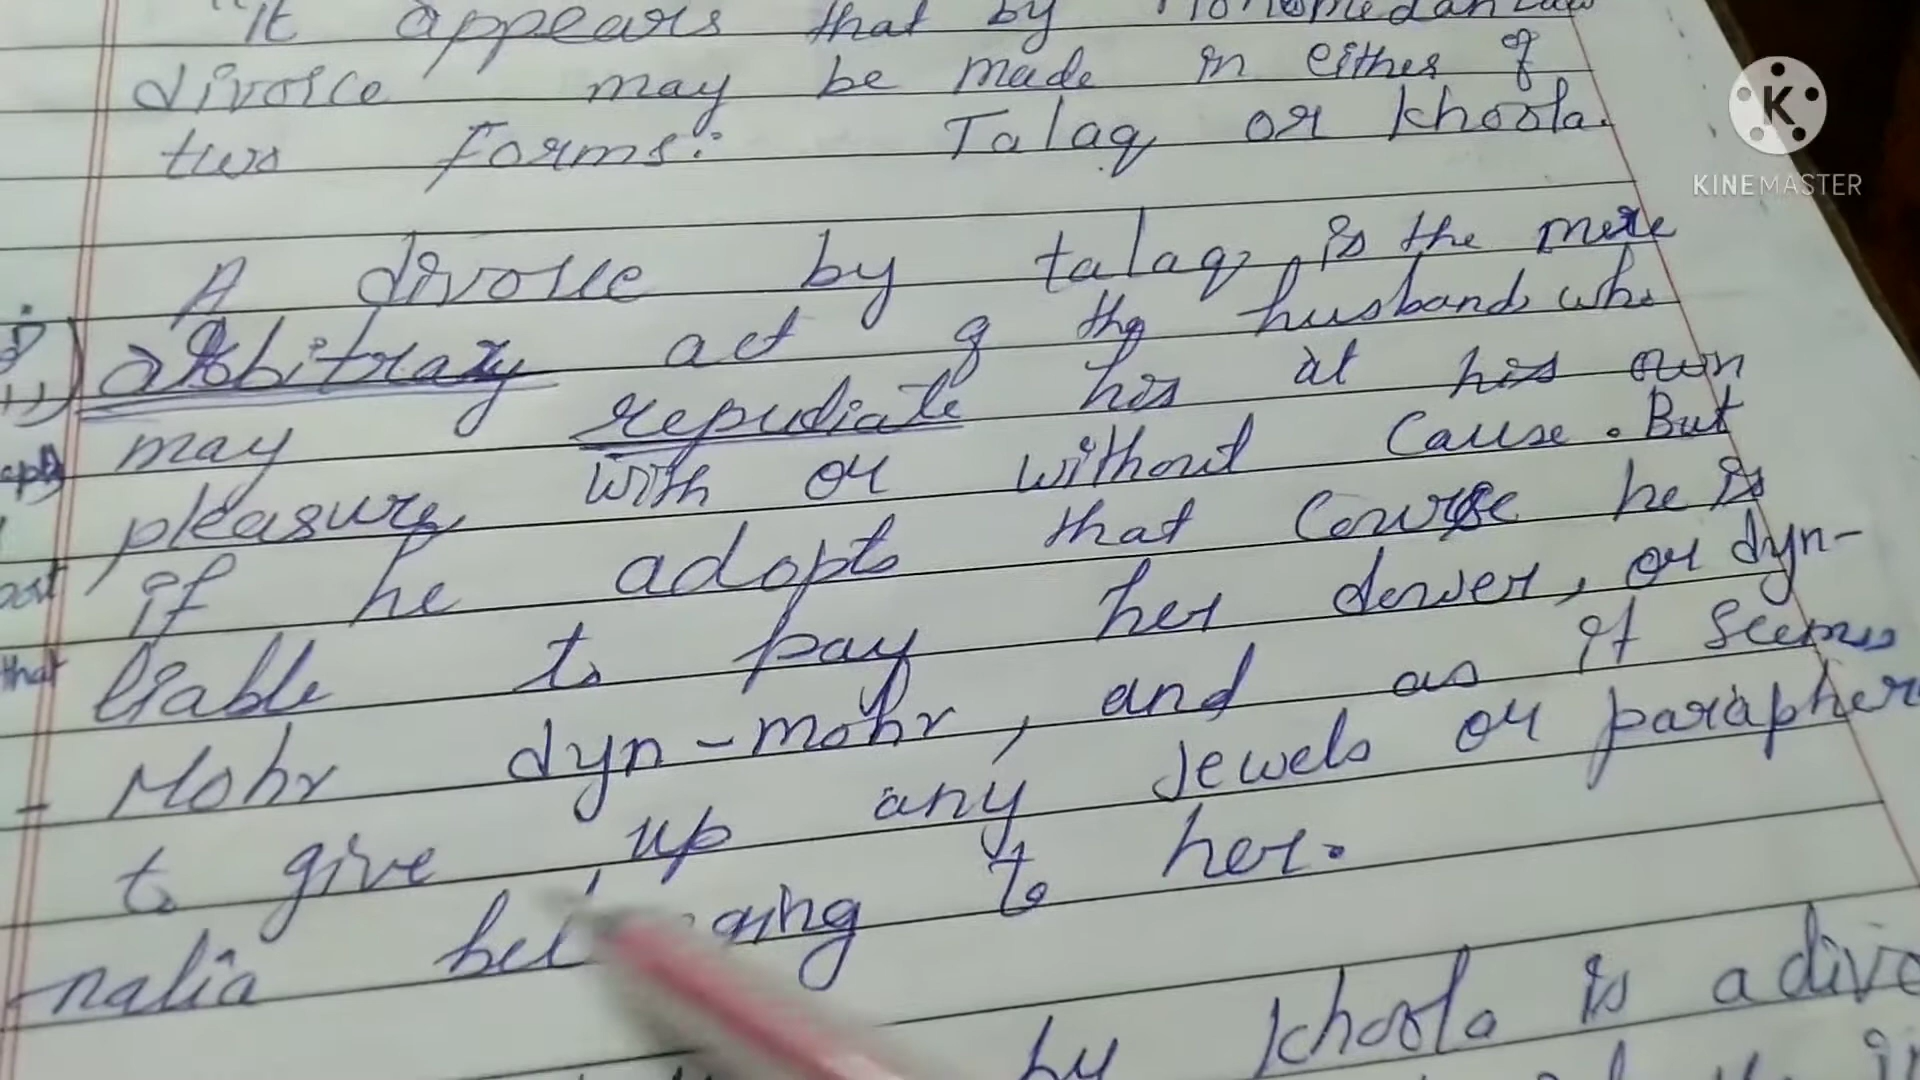 "It appears that by Mohomedan Law
divorce may be made in either of
two forms: Talaq or Khoola.
A divorce by talaq, is the mere
arbitrary act of the husband, who
may repudiate his at his own
pleasure, with or without cause. But
if he adopts that course he is
liable to pay her dower, or dyn-
- Mohr dyn-mohr, and as it seems
to give up any jewels or parapher
-nalia belonging to her.
by Khoola is a divo
that
K
KINEMASTER